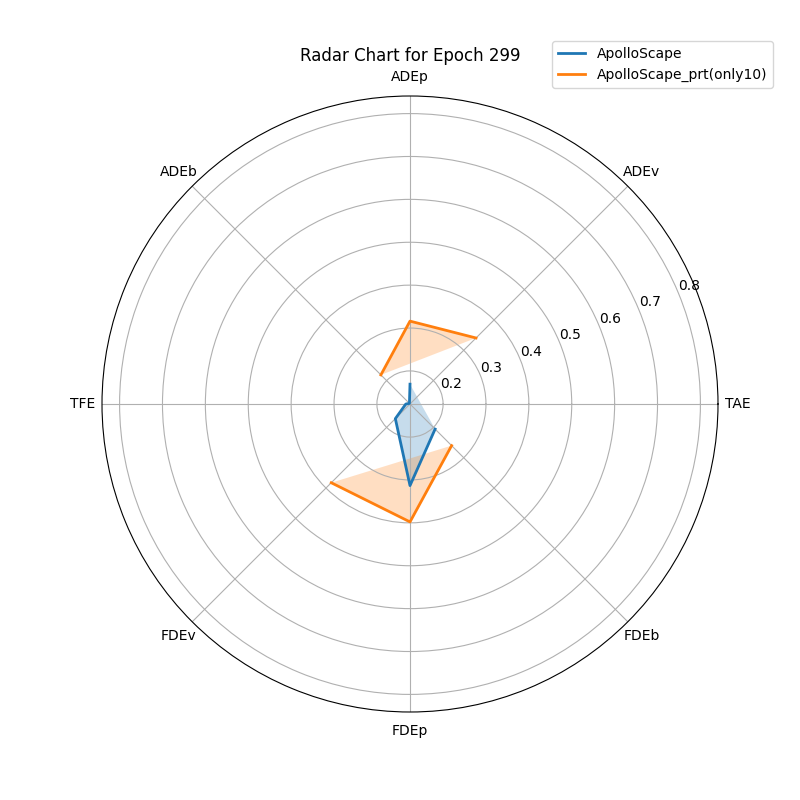 Radar Chart for Epoch 299
ApolloScape
ApolloScape_prt(only10)
ADEp
ADEb
ADEv
0.8
0.7
0.6
0.5
0.4
0.3
0.2
TFE
TAE
FDEv
FDEb
FDEp